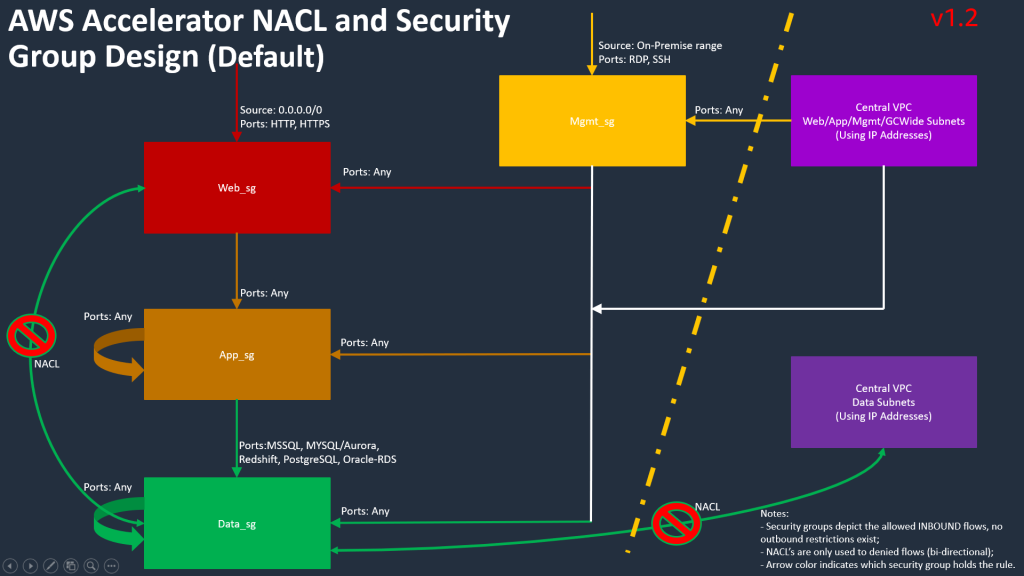 AWS Accelerator NACL and Security
Group Design (Default)
v1.2
Source: On-Premise range
Ports: RDP, SSH
Source: 0.0.0.0/0
Ports: HTTP, HTTPS
Mgmt_sg
Ports: Any
Central VPC
Web/App/Mgmt/GCWide Subnets
(Using IP Addresses)
Web_sg
Ports: Any
Ports: Any
Ports: Any
App_sg
Ports: Any
NACL
Central VPC
Data Subnets
(Using IP Addresses)
Ports:MSSQL, MYSQL/Aurora,
Redshift, PostgreSQL, Oracle-RDS
Ports: Any
Data_sg
Ports: Any
NACL
Notes:
- Security groups depict the allowed INBOUND flows, no
outbound restrictions exist;
- NACL's are only used to denied flows (bi-directional);
- Arrow color indicates which security group holds the rule.